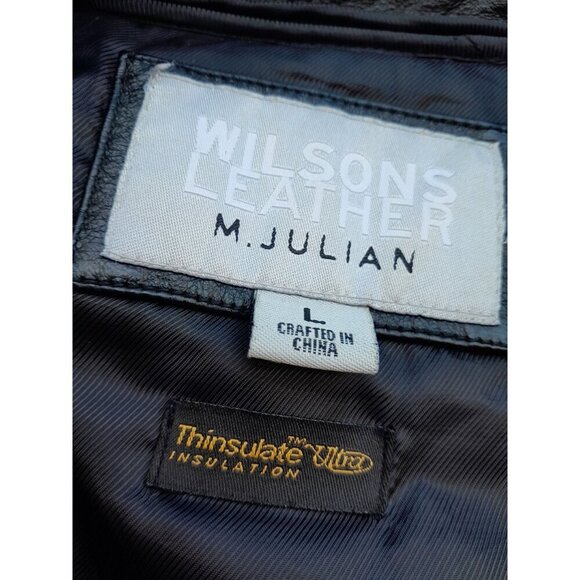 WILSONS
LEATHER
M.JULIAN
L
CRAFTED IN
CHINA
Thinsulate™ Ultra
INSULATION